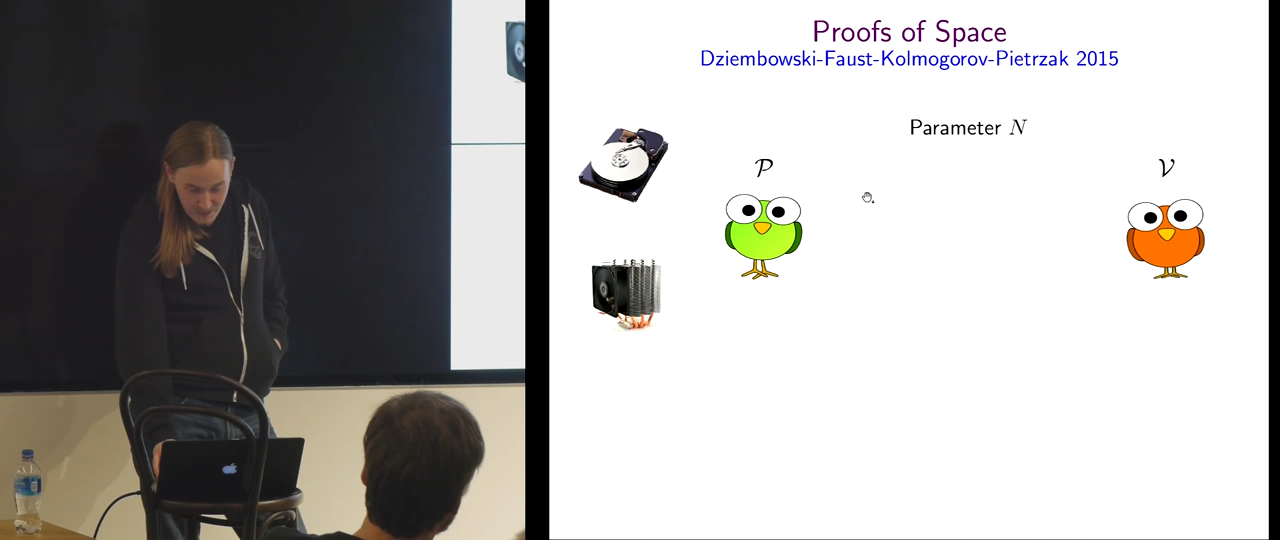 Proofs of Space
Dziembowski-Faust-Kolmogorov-Pietrzak 2015
Parameter N
P
V